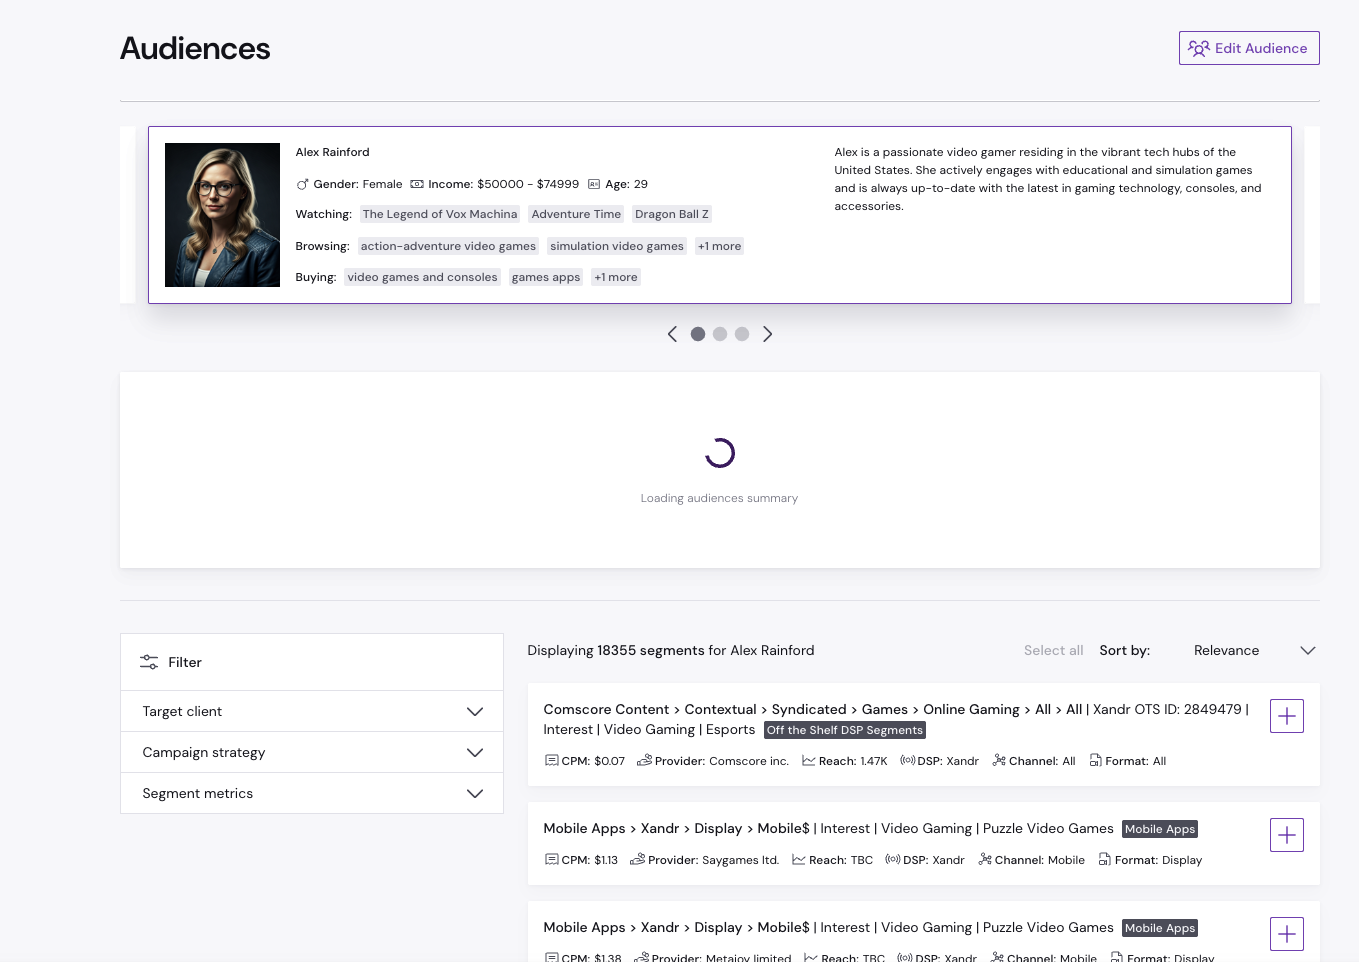 Audiences
Edit Audience
Alex Rainford
Gender: Female Income: $50000 - $74999 Age: 29
Watching: The Legend of Vox Machina Adventure Time Dragon Ball Z
Browsing: action-adventure video games simulation video games +1 more
Buying: video games and consoles games apps +1 more
Alex is a passionate video gamer residing in the vibrant tech hubs of the
United States. She actively engages with educational and simulation games
and is always up-to-date with the latest in gaming technology, consoles, and
accessories.
Loading audiences summary
Filter
Target client
Campaign strategy
Segment metrics
Displaying 18355 segments for Alex Rainford
Select all Sort by: Relevance
Comscore Content > Contextual > Syndicated > Games > Online Gaming > All > All | Xandr OTS ID: 2849479 |
Interest | Video Gaming | Esports Off the Shelf DSP Segments
CPM: $0.07 Provider: Comscore inc. Reach: 1.47K DSP: Xandr Channel: All Format: All
Mobile Apps > Xandr > Display > Mobile$ | Interest | Video Gaming | Puzzle Video Games Mobile Apps
CPM: $1.13 Provider: Saygames ltd. Reach: TBC DSP: Xandr Channel: Mobile Format: Display
Mobile Apps > Xandr > Display > Mobile$ | Interest | Video Gaming | Puzzle Video Games Mobile Apps
CPM: $1.38 Provider: Metajoy limited Reach: TBC DSP: Xandr Channel: Mobile Format: Display